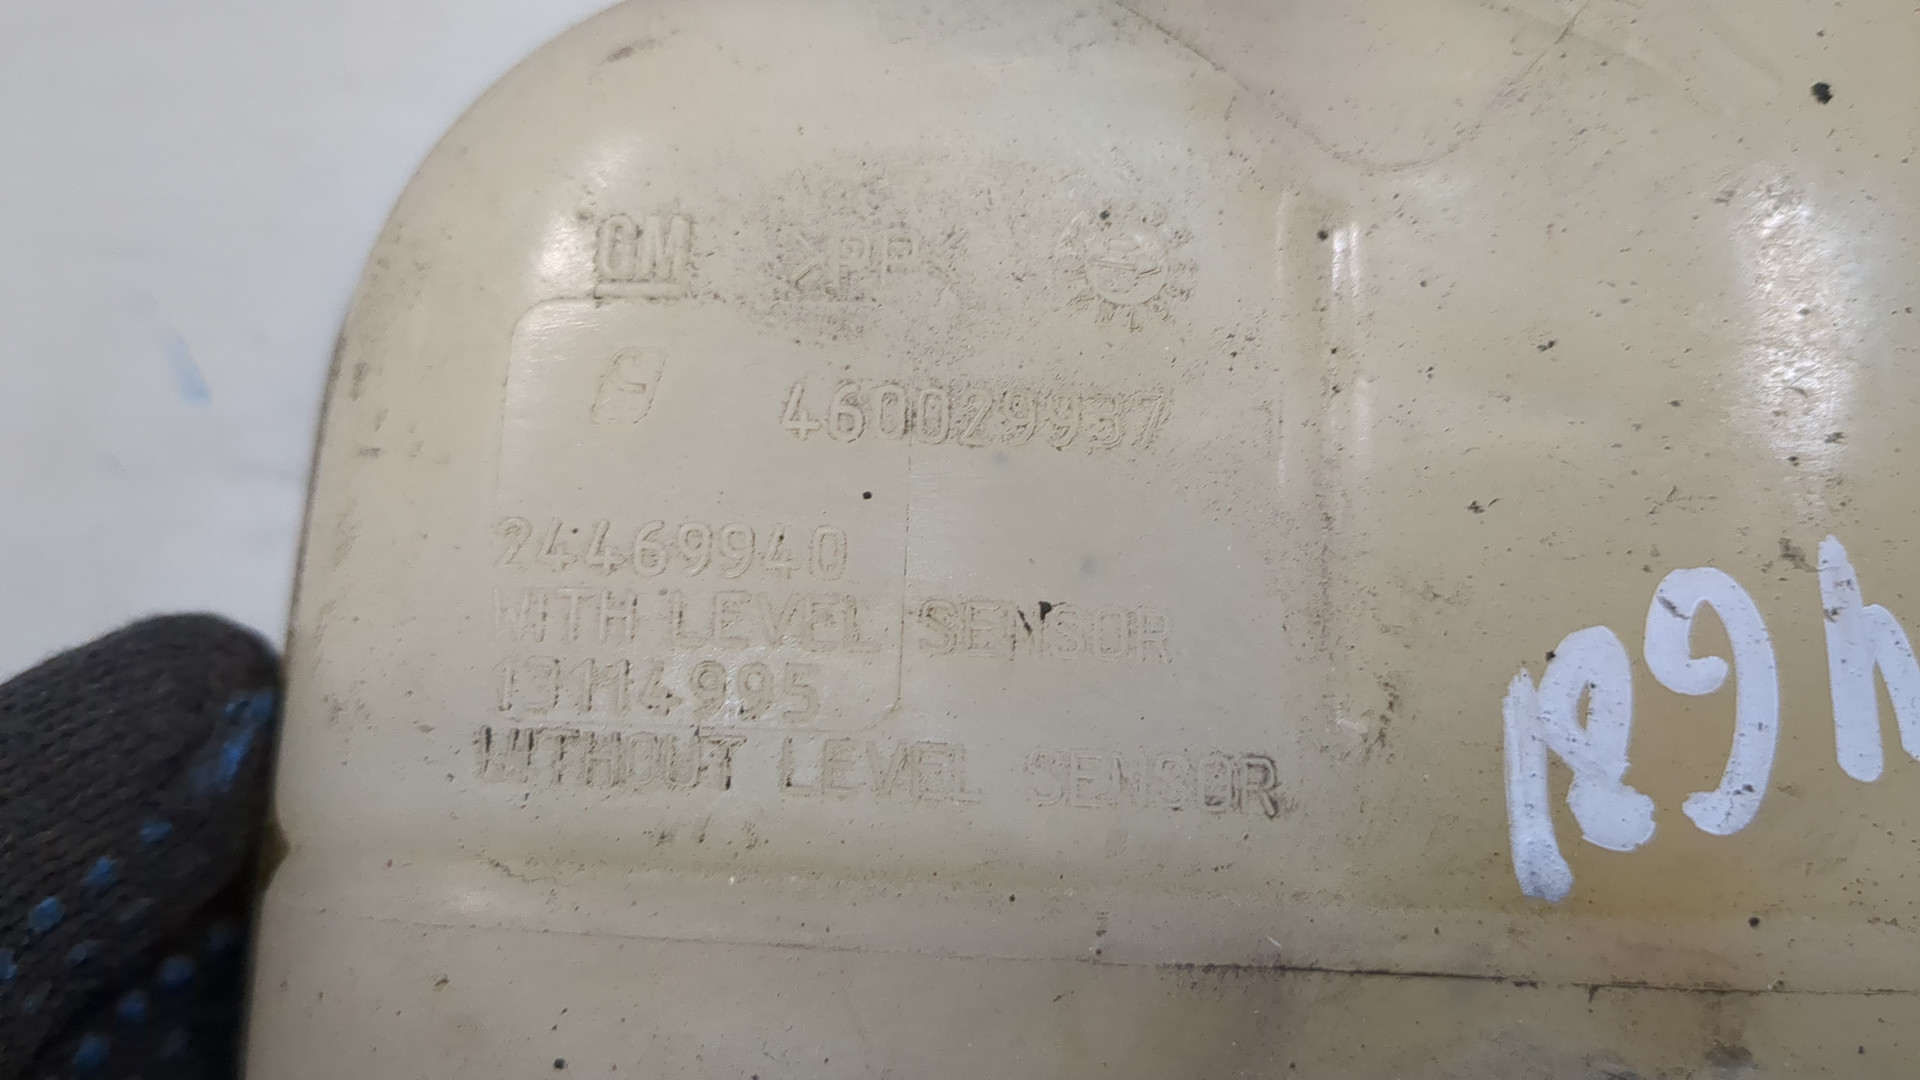 GM >PP<
460029937
24469940
WITH LEVEL SENSOR
13114995
WITHOUT LEVEL SENSOR